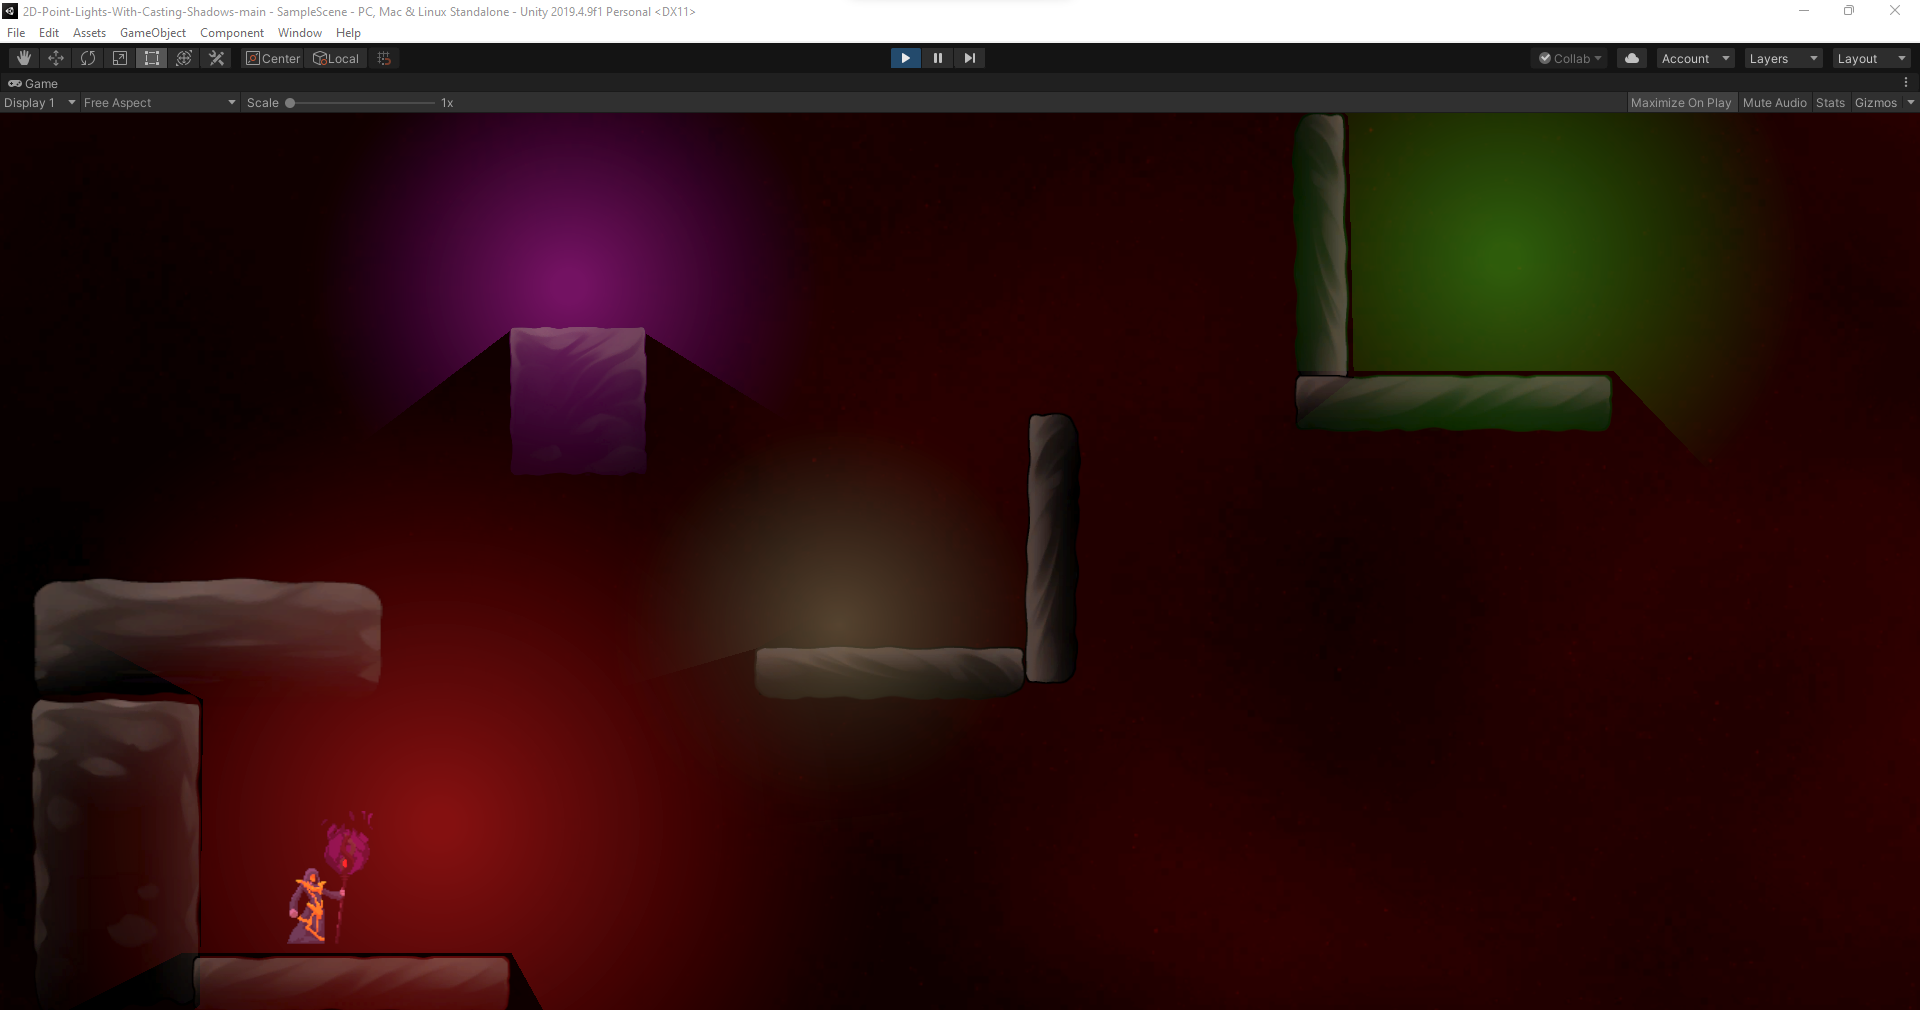 2D-Point-Lights-With-Casting-Shadows-main - SampleScene - PC, Mac & Linux Standalone - Unity 2019.4.9f1 Personal <DX11>
File Edit Assets GameObject Component Window Help
Center Local Collab Account Layers Layout
Game
Display 1 Free Aspect Scale 1x Maximize On Play Mute Audio Stats Gizmos